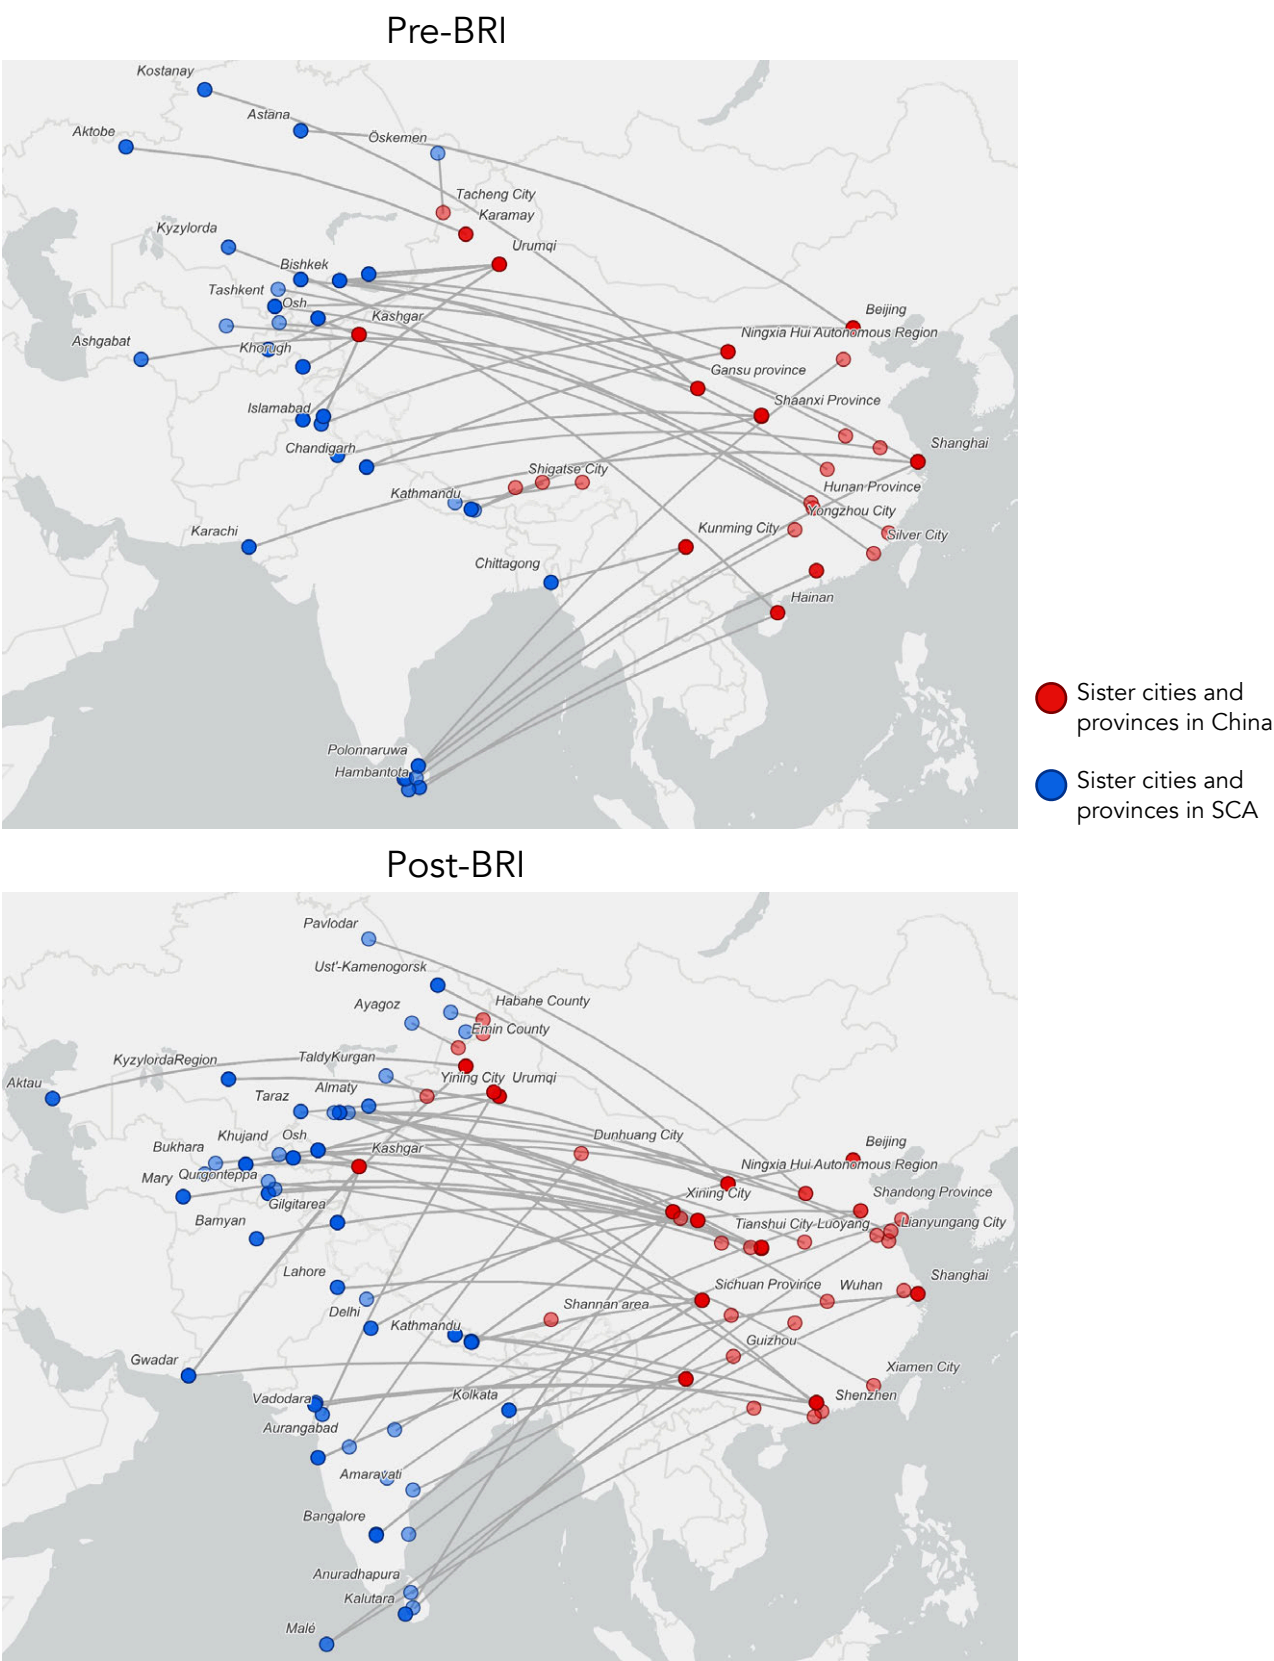 Pre-BRI
Kostanay
Astana
Aktobe
Öskemen
Tacheng City
Karamay
Kyzylorda
Urumqi
Bishkek
Tashkent
Osh
Beijing
Kashgar
Ningxia Hui Autonomous Region
Ashgabat
Khorugh
Gansu province
Shaanxi Province
Islamabad
Shanghai
Chandigarh
Shigatse City
Hunan Province
Kathmandu
Yongzhou City
Karachi
Kunming City
Silver City
Chittagong
Hainan
Sister cities and
provinces in China
Polonnaruwa
Hambantota
Sister cities and
provinces in SCA
Post-BRI
Pavlodar
Ust'-Kamenogorsk
Ayagoz
Habahe County
Emin County
KyzylordaRegion
TaldyKurgan
Aktau
Yining City
Urumqi
Taraz
Almaty
Khujand
Osh
Dunhuang City
Bukhara
Kashgar
Beijing
Ningxia Hui Autonomous Region
Mary
Qurgonteppa
Xining City
Shandong Province
Gilgitarea
Bamyan
Tianshui City
Luoyang
Lianyungang City
Lahore
Shanghai
Sichuan Province
Wuhan
Delhi
Shannan area
Kathmandu
Guizhou
Gwadar
Xiamen City
Vadodara
Kolkata
Shenzhen
Aurangabad
Amaravati
Bangalore
Anuradhapura
Kalutara
Malé